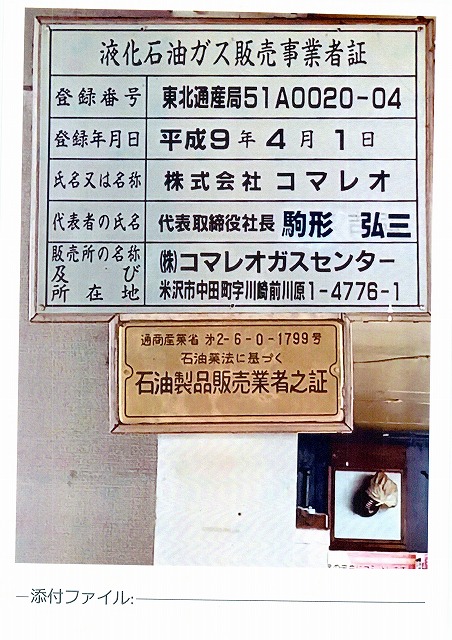 液化石油ガス販売事業者証
登録番号 東北通産局51A0020-04
登録年月日 平成9年4月1日
氏名又は名称 株式会社 コマレオ
代表者の氏名 代表取締役社長 駒形 弘三
販売所の名称及び所在地 (株)コマレオガスセンター
米沢市中田町字川崎前川原1-4776-1
通商産業省 第2-6-0-1799号
石油業法に基づく
石油製品販売業者之証
添付ファイル: